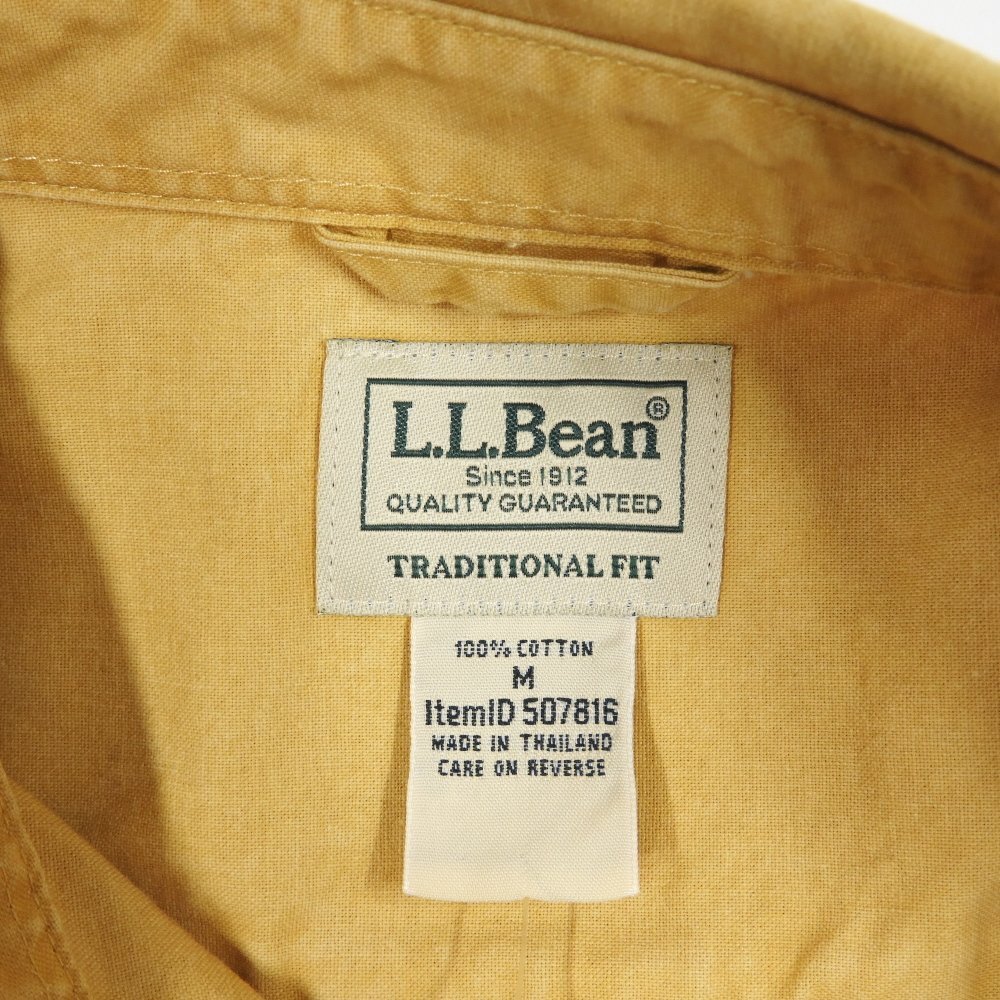 L.L.Bean®
Since 1912
QUALITY GUARANTEED
TRADITIONAL FIT
100% COTTON
M
ItemID 507816
MADE IN THAILAND
CARE ON REVERSE